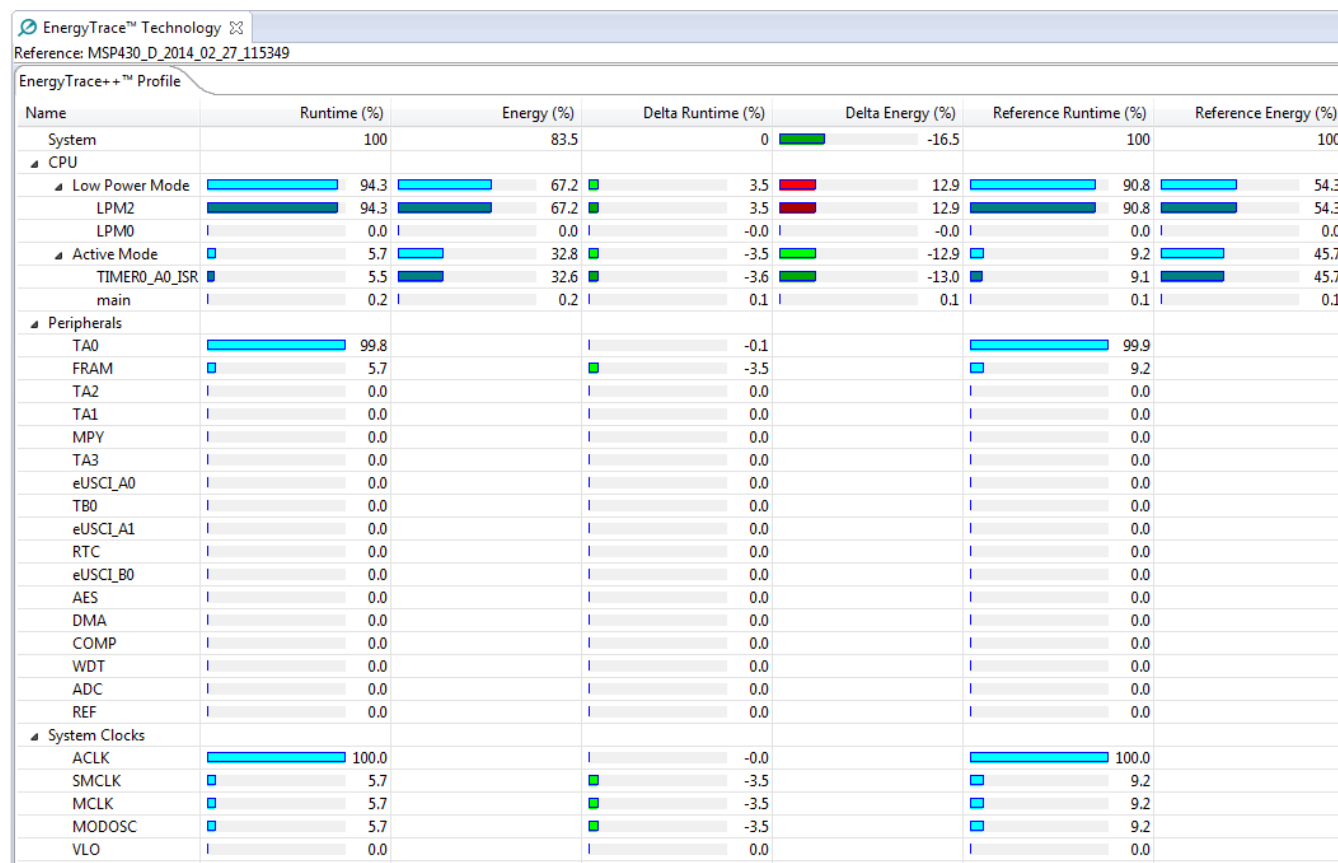 EnergyTrace™ Technology
Reference: MSP430_D_2014_02_27_115349
EnergyTrace++™ Profile
Name Runtime (%) Energy (%) Delta Runtime (%) Delta Energy (%) Reference Runtime (%) Reference Energy (%)
System 100 83.5 0 -16.5 100 100
CPU
Low Power Mode 94.3 67.2 3.5 12.9 90.8 54.3
LPM2 94.3 67.2 3.5 12.9 90.8 54.3
LPM0 0.0 0.0 -0.0 -0.0 0.0 0.0
Active Mode 5.7 32.8 -3.5 -12.9 9.2 45.7
TIMER0_A0_ISR 5.5 32.6 -3.6 -13.0 9.1 45.7
main 0.2 0.2 0.1 0.1 0.1 0.1
Peripherals
TA0 99.8 -0.1 99.9
FRAM 5.7 -3.5 9.2
TA2 0.0 0.0 0.0
TA1 0.0 0.0 0.0
MPY 0.0 0.0 0.0
TA3 0.0 0.0 0.0
eUSCI_A0 0.0 0.0 0.0
TB0 0.0 0.0 0.0
eUSCI_A1 0.0 0.0 0.0
RTC 0.0 0.0 0.0
eUSCI_B0 0.0 0.0 0.0
AES 0.0 0.0 0.0
DMA 0.0 0.0 0.0
COMP 0.0 0.0 0.0
WDT 0.0 0.0 0.0
ADC 0.0 0.0 0.0
REF 0.0 0.0 0.0
System Clocks
ACLK 100.0 -0.0 100.0
SMCLK 5.7 -3.5 9.2
MCLK 5.7 -3.5 9.2
MODOSC 5.7 -3.5 9.2
VLO 0.0 0.0 0.0